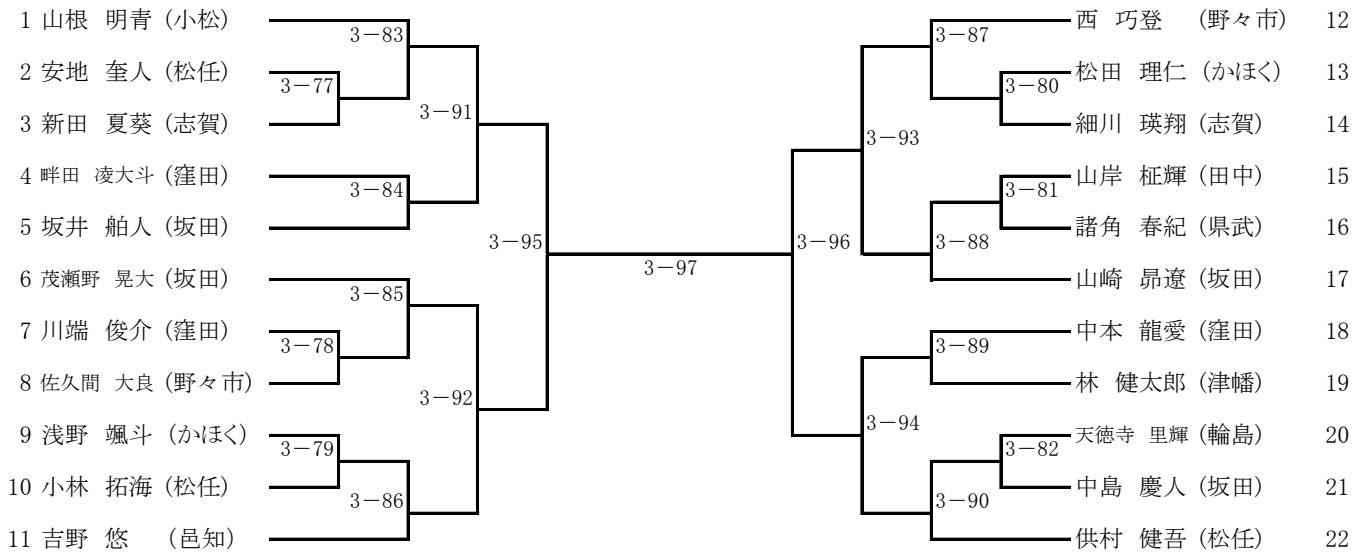 1 山根 明青 (小松)
3－83
2 安地 奎人 (松任)
3－77
3 新田 夏葵 (志賀)
3－91
4 畔田 凌大斗 (窪田)
3－84
5 坂井 舶人 (坂田)
3－95
6 茂瀬野 晃大 (坂田)
3－85
7 川端 俊介 (窪田)
3－78
8 佐久間 大良 (野々市)
3－92
9 浅野 颯斗 (かほく)
3－79
10 小林 拓海 (松任)
3－86
11 吉野 悠 (邑知)
3－97
西 巧登 (野々市) 12
3－87
松田 理仁 (かほく) 13
3－80
細川 瑛翔 (志賀) 14
3－93
山岸 柾輝 (田中) 15
3－81
諸角 春紀 (県武) 16
3－88
3－96
山崎 昴遼 (坂田) 17
中本 龍愛 (窪田) 18
3－89
林 健太郎 (津幡) 19
3－94
天徳寺 里輝 (輪島) 20
3－82
中島 慶人 (坂田) 21
3－90
供村 健吾 (松任) 22